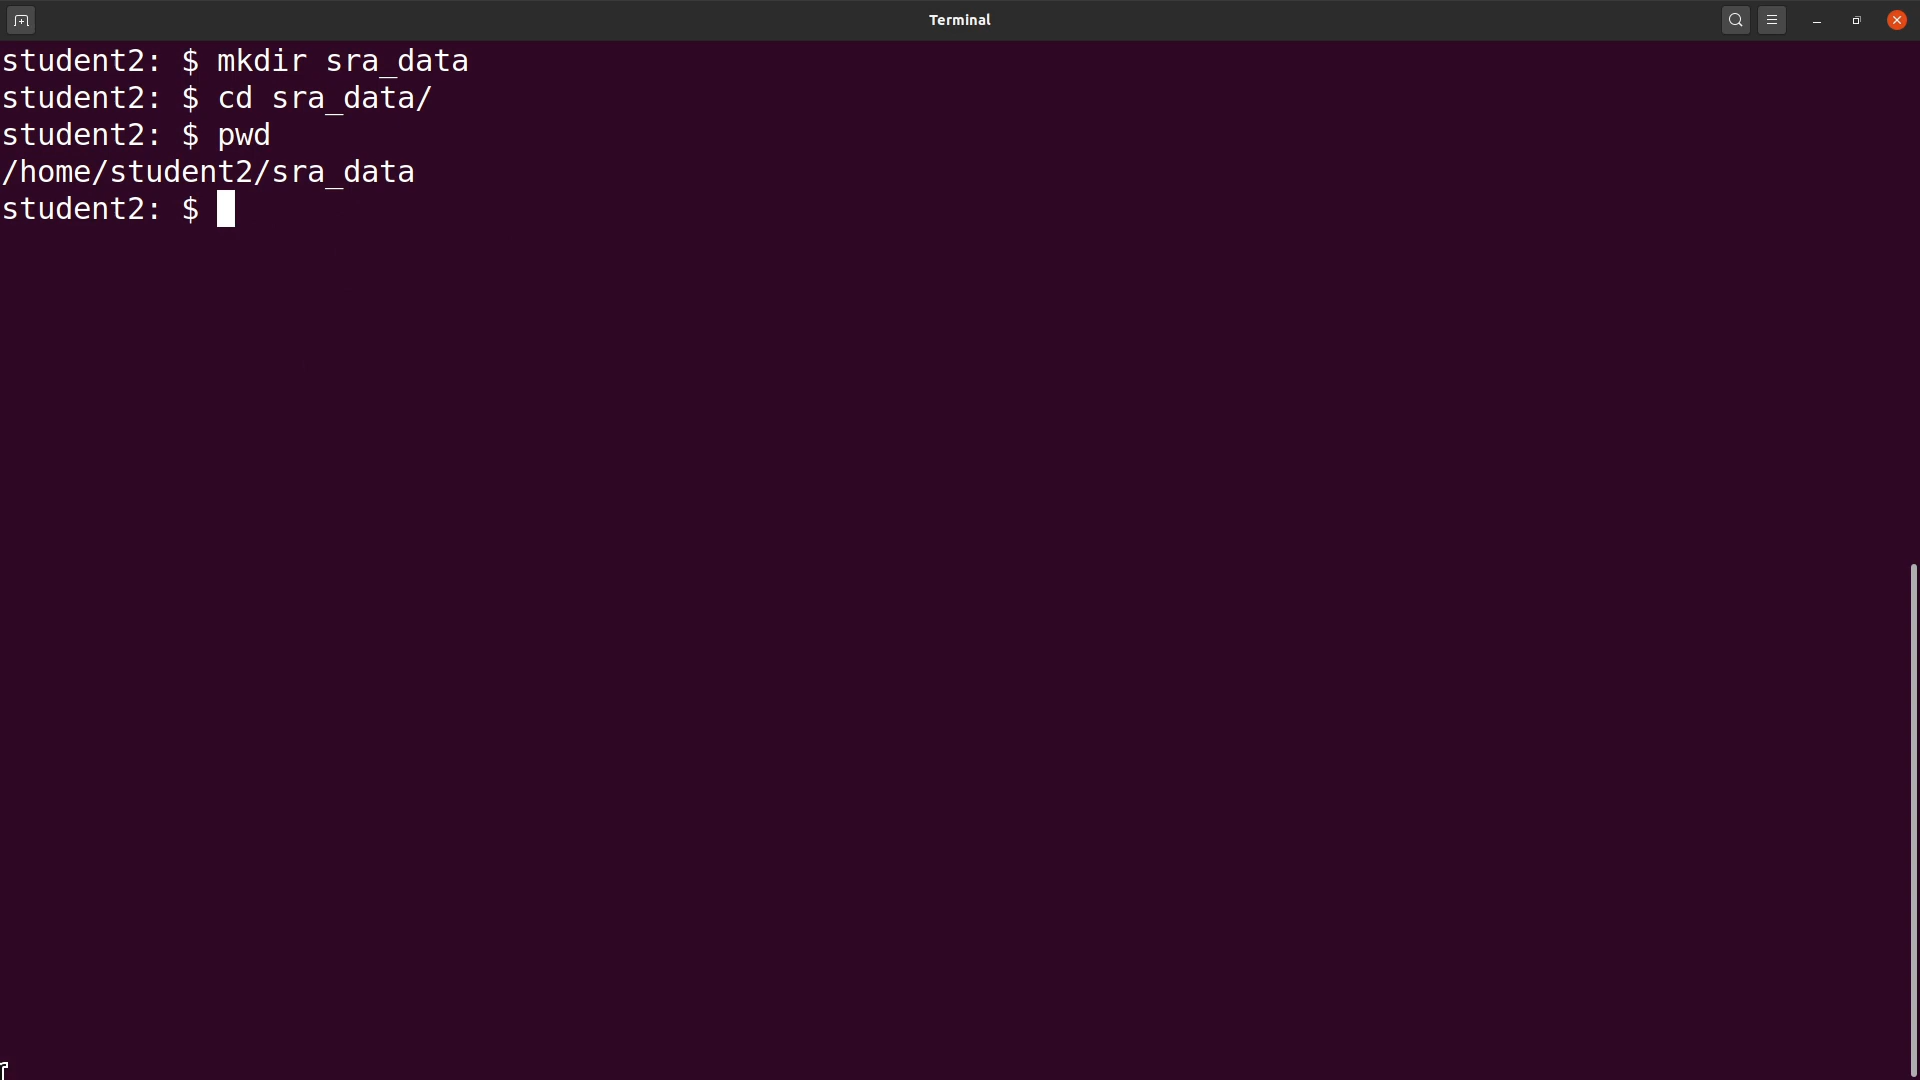 Terminal
student2: $ mkdir sra_data
student2: $ cd sra_data/
student2: $ pwd
/home/student2/sra_data
student2: $